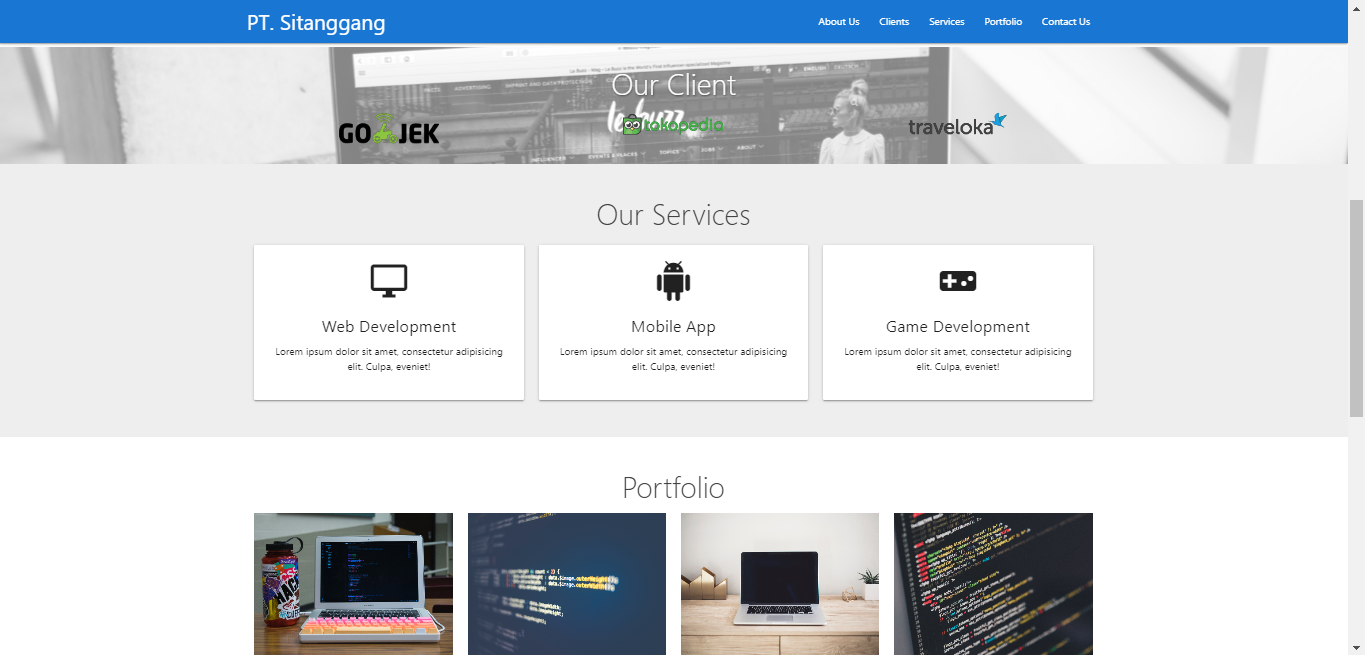 PT. Sitanggang
About Us Clients Services Portfolio Contact Us
Our Client
GO JEK
tokopedia
traveloka
Our Services
Web Development
Lorem ipsum dolor sit amet, consectetur adipisicing
elit. Culpa, eveniet!
Mobile App
Lorem ipsum dolor sit amet, consectetur adipisicing
elit. Culpa, eveniet!
Game Development
Lorem ipsum dolor sit amet, consectetur adipisicing
elit. Culpa, eveniet!
Portfolio